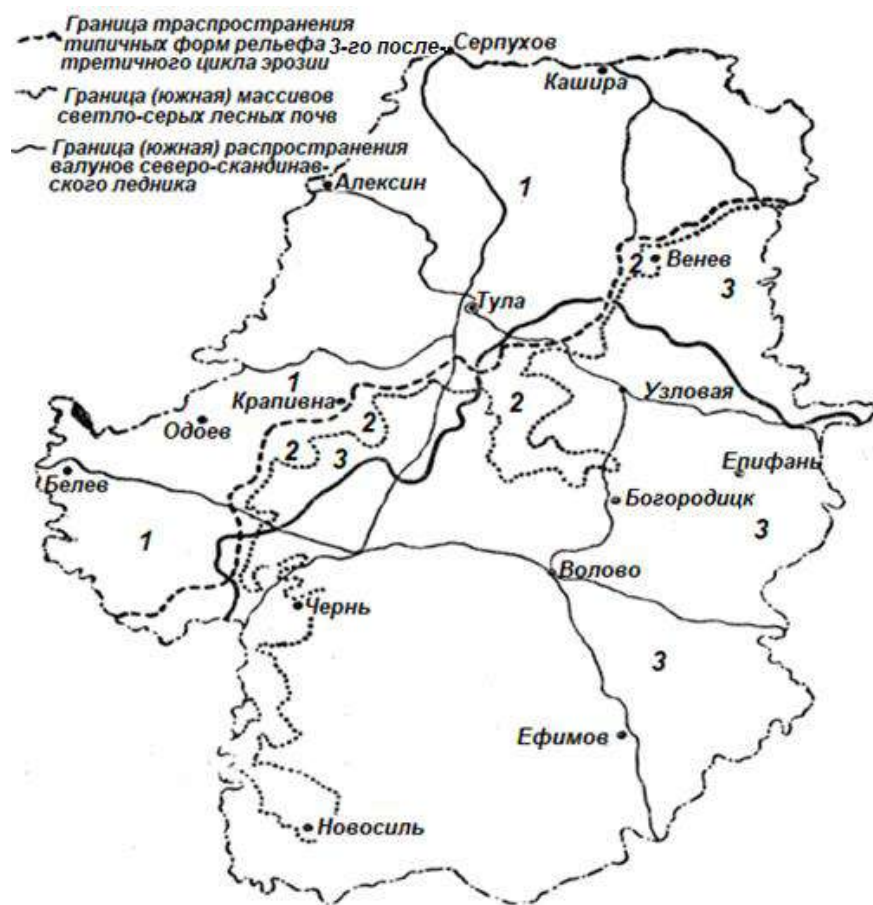 Граница траспространения
типичных форм рельефа 3-го после-
третичного цикла эрозии
Граница (южная) массивов
светло-серых лесных почв
Граница (южная) распространения
валунов северо-скандинав-
ского ледника
Серпухов
Кашира
Алексин
1
2
Венев
3
Тула
1
Крапивна
2
2
Узловая
Одоев
2
3
Епифань
Белев
Богородицк
1
3
Волово
Чернь
3
Ефимов
Новосиль